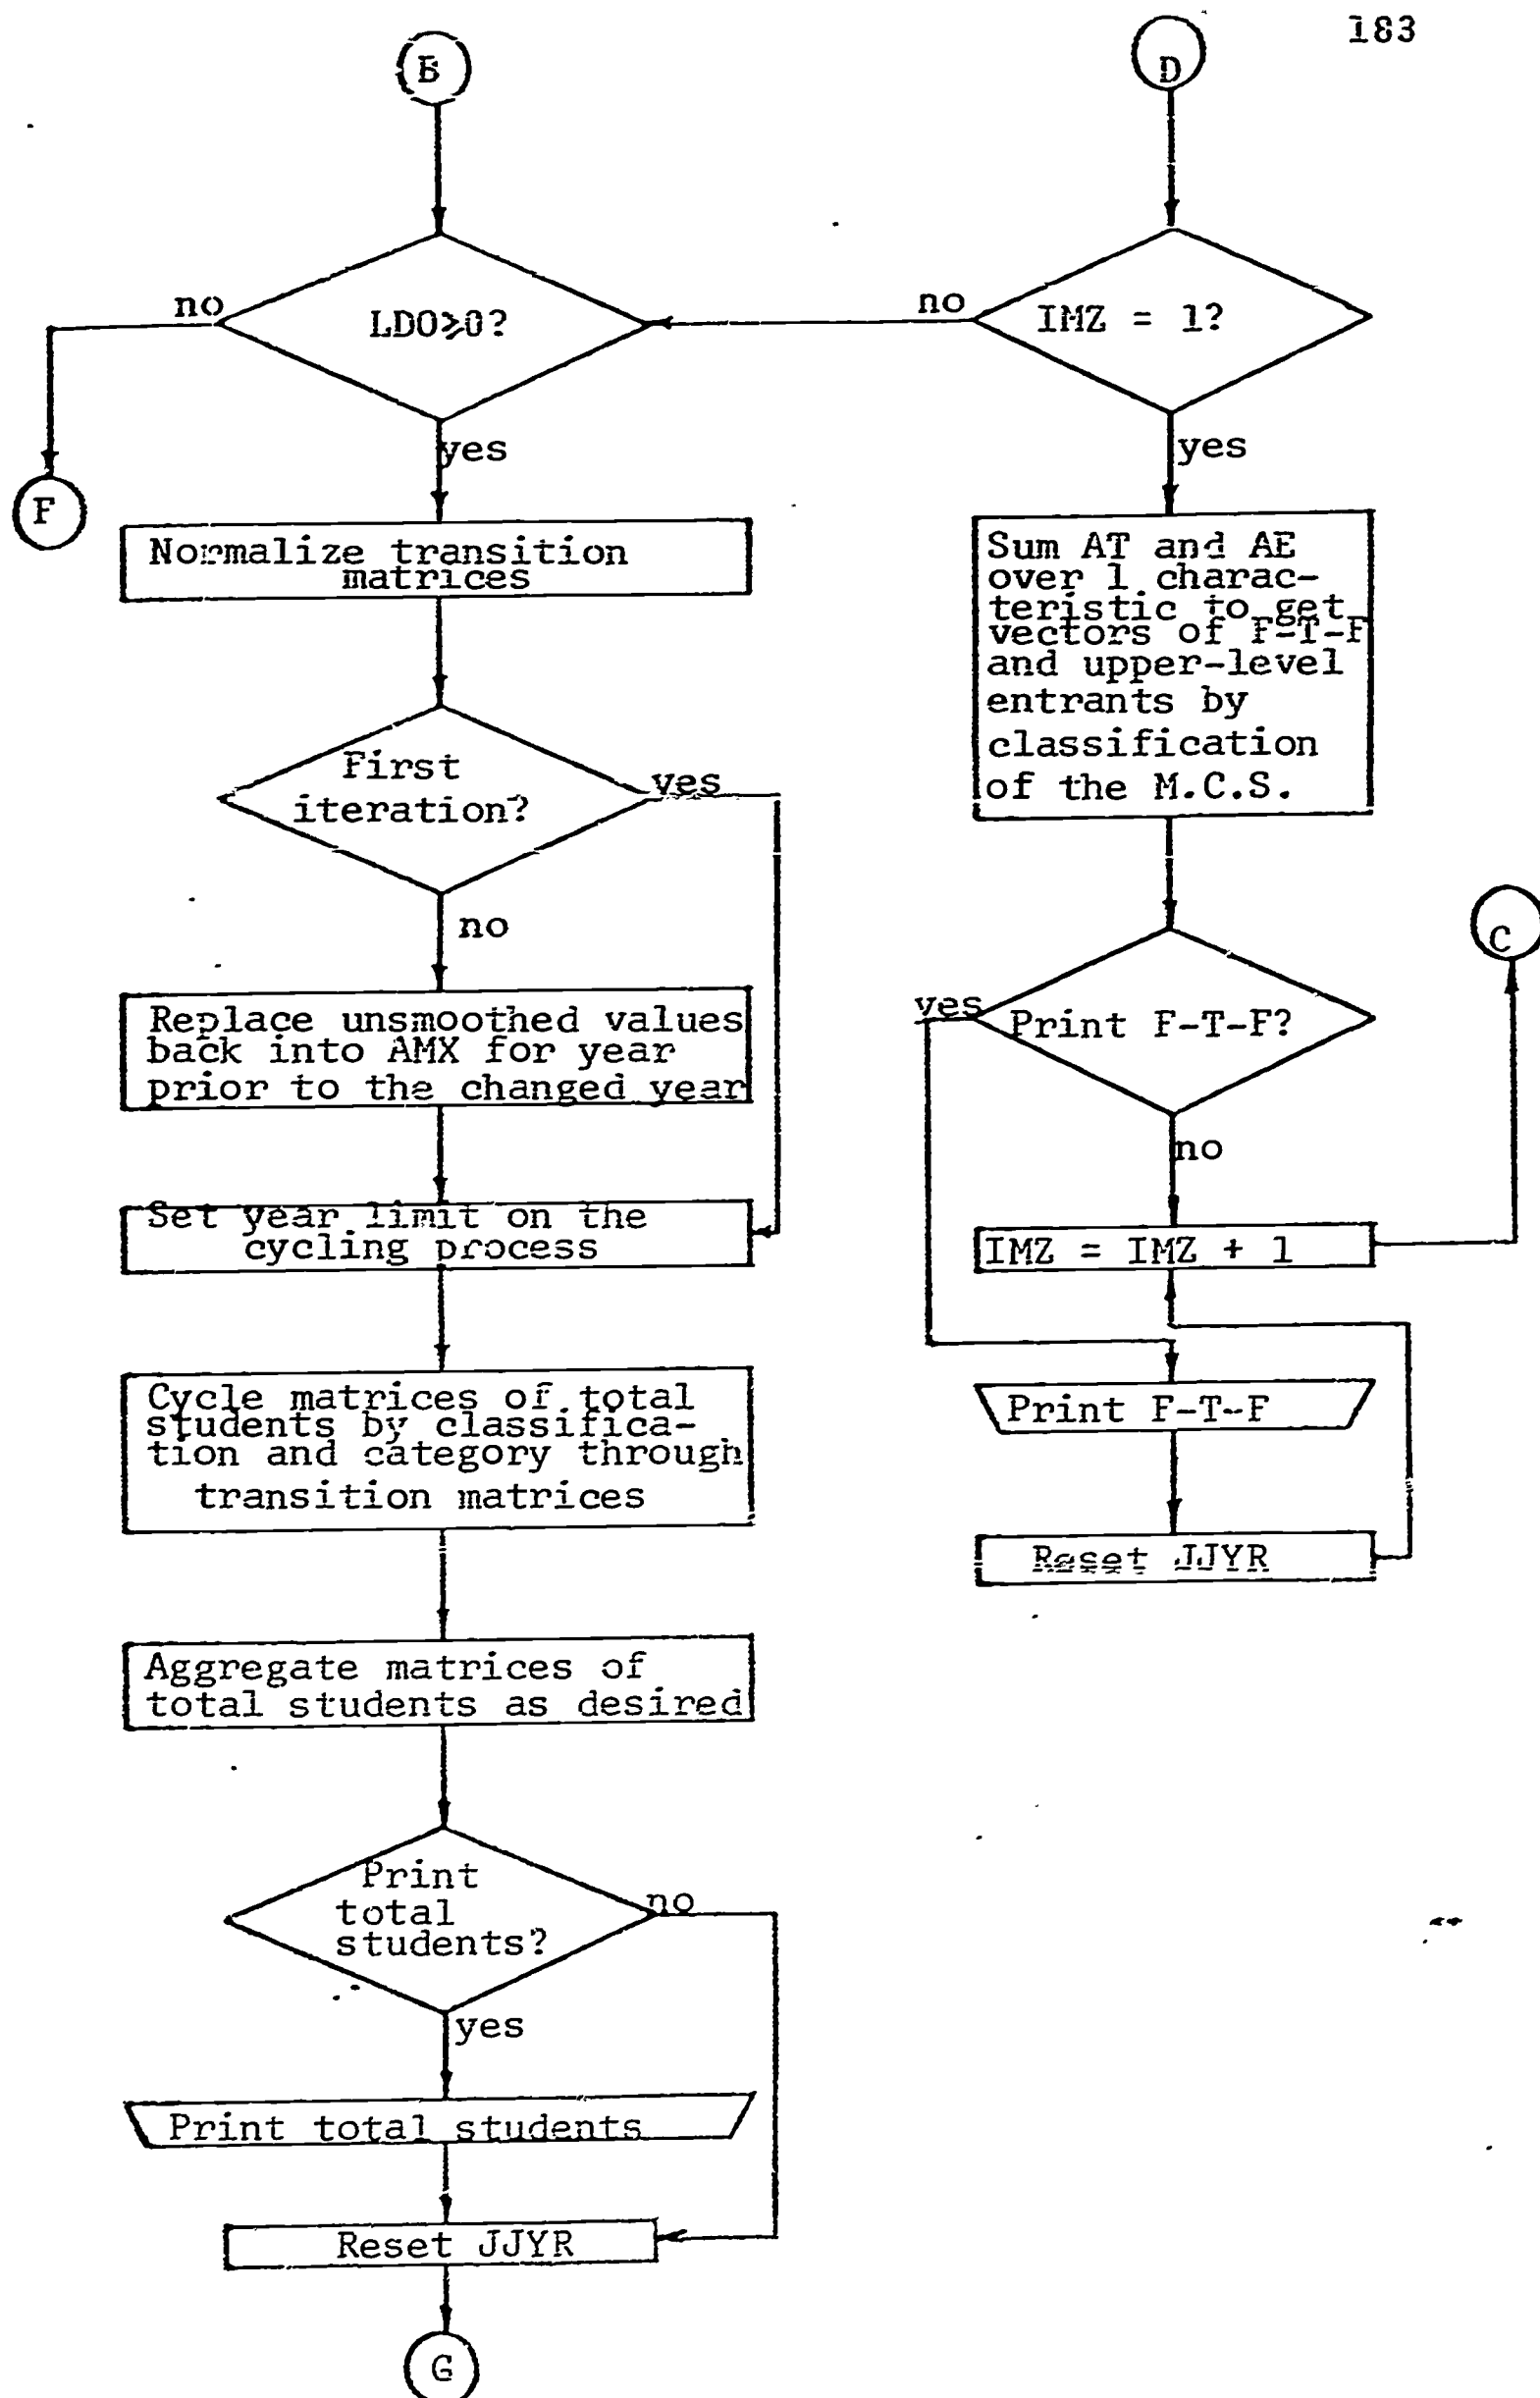 183
B
D
no
LDO≥0?
no
IMZ = 1?
yes
yes
F
Normalize transition
matrices
Sum AT and AE
over 1 charac-
teristic to get
vectors of F-T-F
and upper-level
entrants by
classification
of the M.C.S.
First
iteration?
yes
no
C
Replace unsmoothed values
back into AMX for year
prior to the changed year
yes
Print F-T-F?
no
Set year limit on the
cycling process
IMZ = IMZ + 1
Cycle matrices of total
students by classifica-
tion and category through
transition matrices
Print F-T-F
Reset JJYR
Aggregate matrices of
total students as desired
Print
total
students?
no
yes
Print total students
Reset JJYR
G